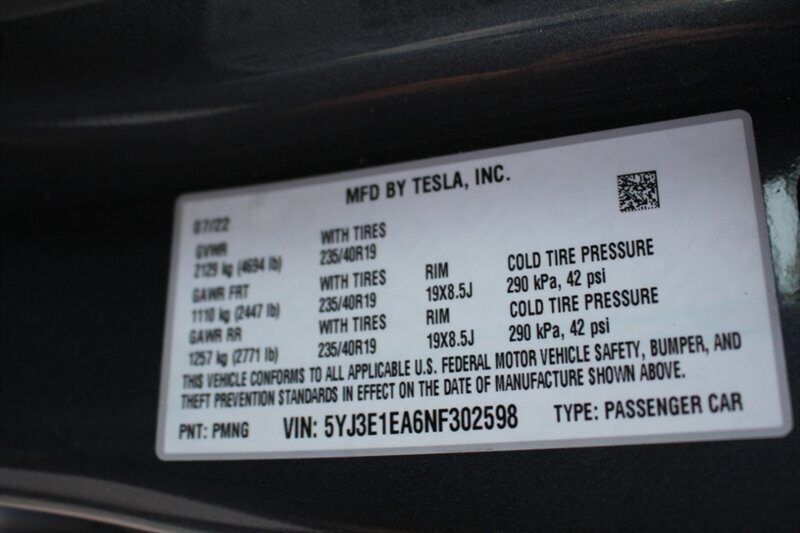 MFD BY TESLA, INC.
07/22
GVWR
2129 kg (4694 lb)
WITH TIRES
235/40R19
GAWR FRT
1110 kg (2447 lb)
WITH TIRES
235/40R19
RIM
19X8.5J
COLD TIRE PRESSURE
290 kPa, 42 psi
GAWR RR
1257 kg (2771 lb)
WITH TIRES
235/40R19
RIM
19X8.5J
COLD TIRE PRESSURE
290 kPa, 42 psi
THIS VEHICLE CONFORMS TO ALL APPLICABLE U.S. FEDERAL MOTOR VEHICLE SAFETY, BUMPER, AND
THEFT PREVENTION STANDARDS IN EFFECT ON THE DATE OF MANUFACTURE SHOWN ABOVE.
PNT: PMNG VIN: 5YJ3E1EA6NF302598 TYPE: PASSENGER CAR